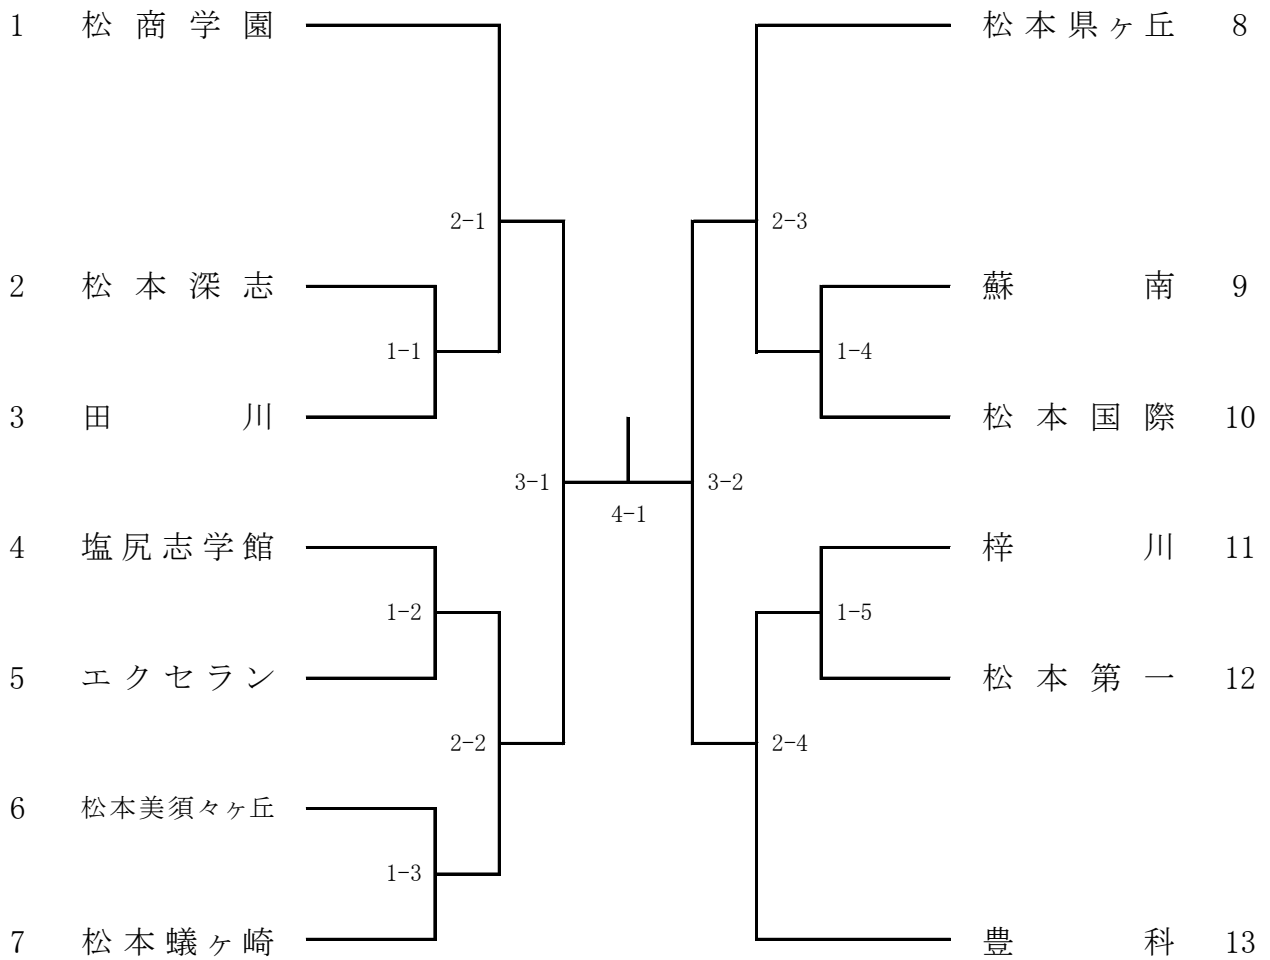 1 松商学園
松本県ヶ丘 8
2-1
2-3
2 松本深志
蘇南 9
1-1
1-4
3 田川
松本国際 10
3-1
3-2
4-1
4 塩尻志学館
梓川 11
1-2
1-5
5 エクセラン
松本第一 12
2-2
2-4
6 松本美須々ヶ丘
1-3
7 松本蟻ヶ崎
豊科 13